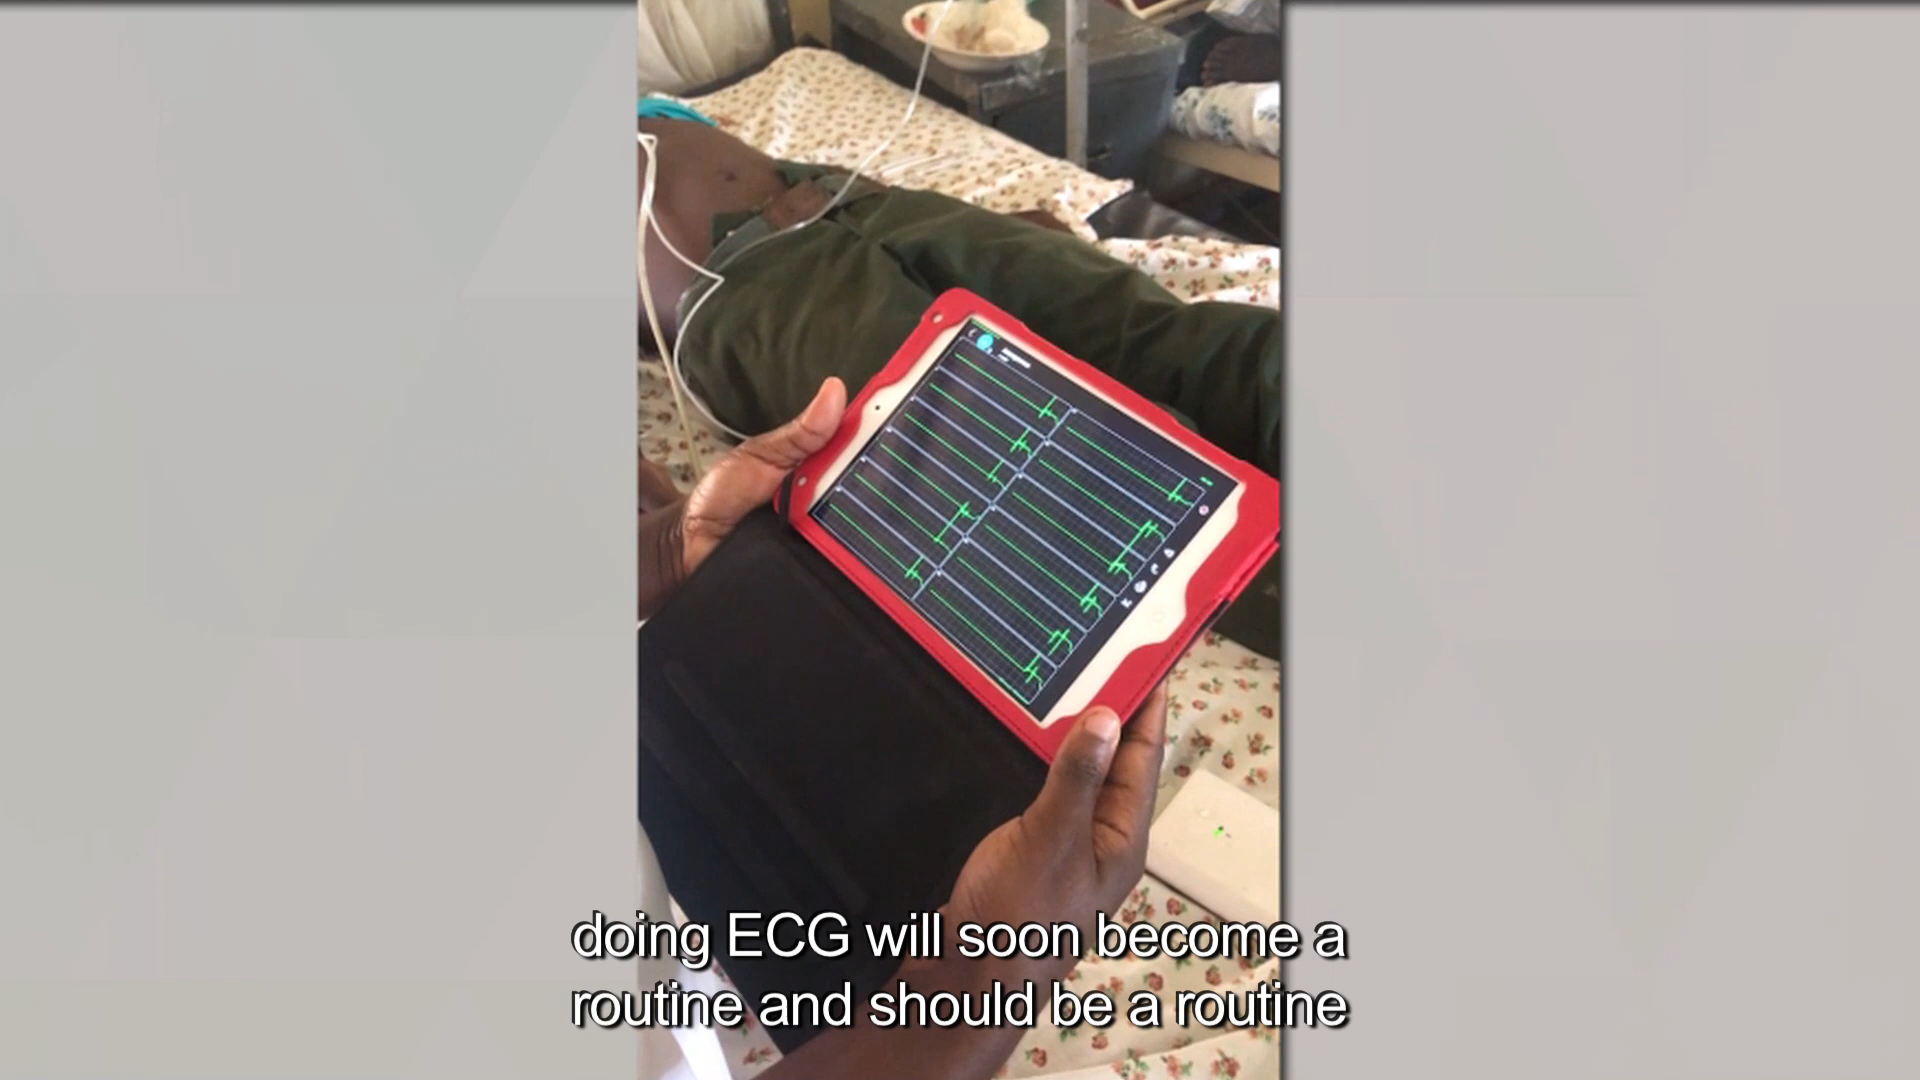 doing ECG will soon become a
routine and should be a routine